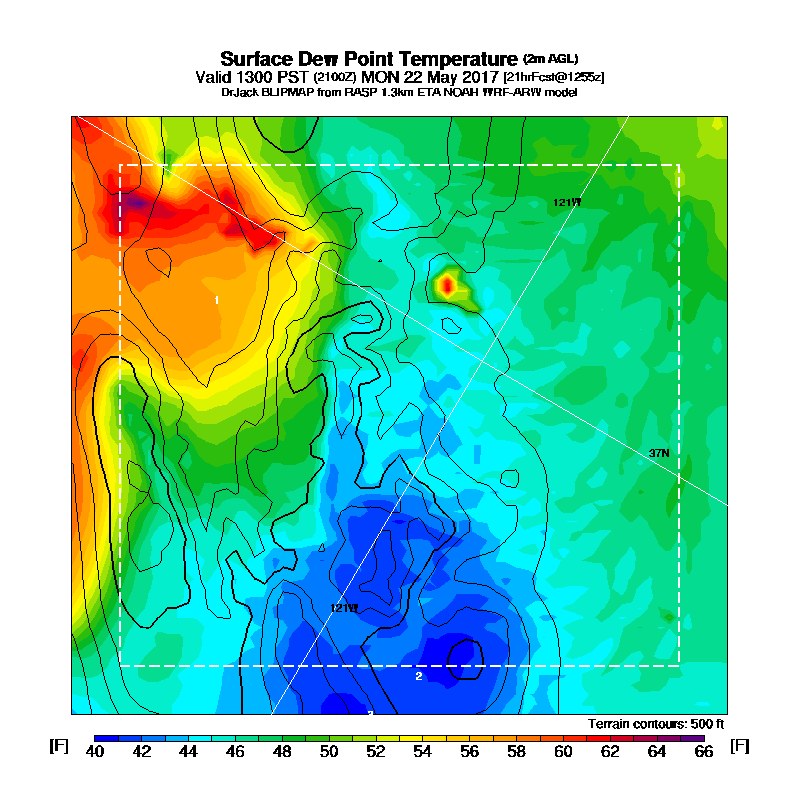 Surface Dew Point Temperature (2m AGL)
Valid 1300 PST (2100Z) MON 22 May 2017 [21hrFcst@1255z]
DrJack BLIPMAP from RASP 1.3km ETA NOAH WRF-ARW model
121W
1
37N
121W
2
Terrain contours: 500 ft
[F] 40 42 44 46 48 50 52 54 56 58 60 62 64 66 [F]